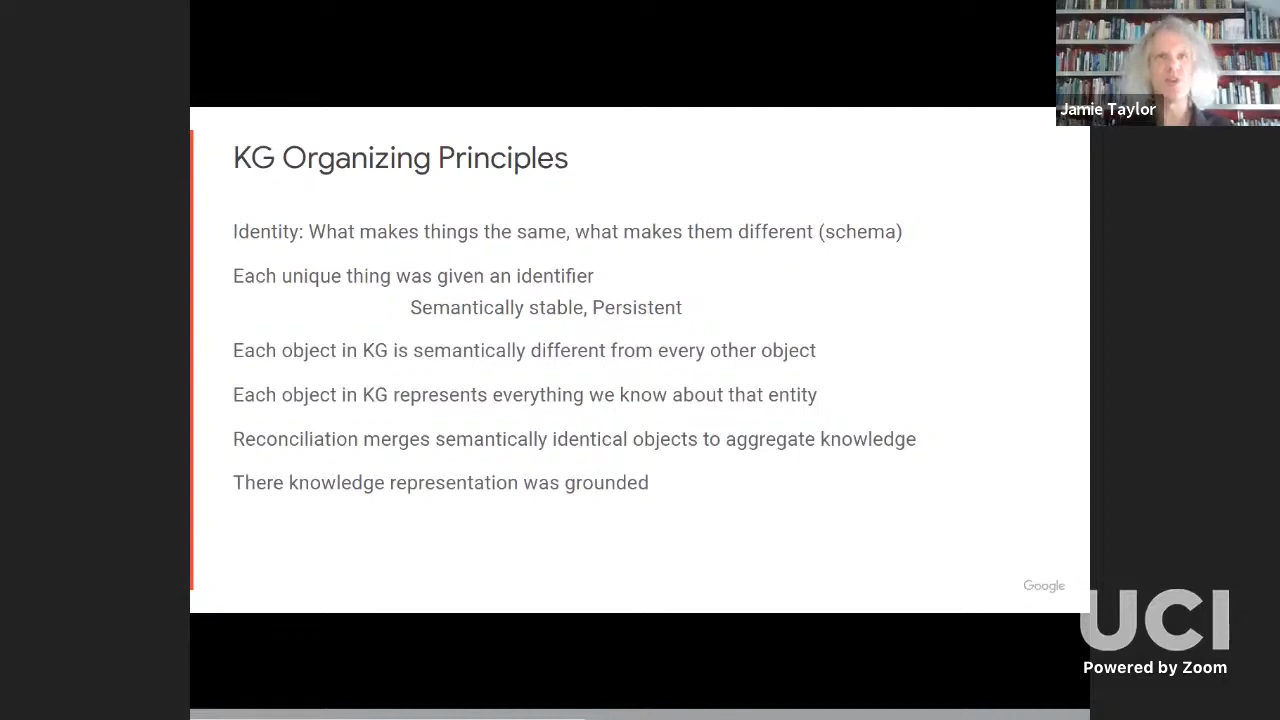 Jamie Taylor
KG Organizing Principles
Identity: What makes things the same, what makes them different (schema)
Each unique thing was given an identifier
Semantically stable, Persistent
Each object in KG is semantically different from every other object
Each object in KG represents everything we know about that entity
Reconciliation merges semantically identical objects to aggregate knowledge
There knowledge representation was grounded
Google
UCI
Powered by Zoom